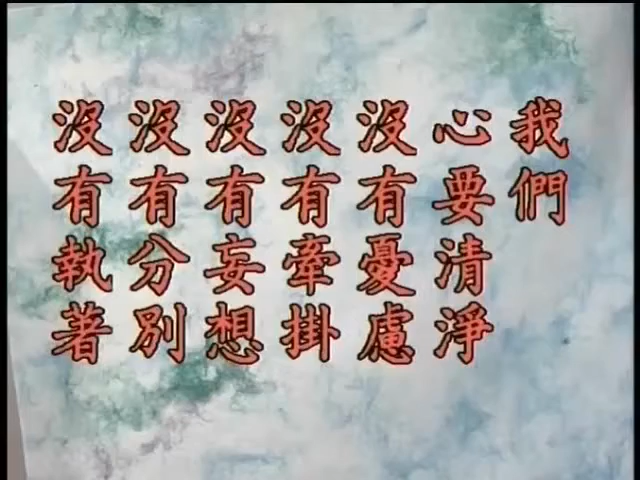 我們
心要清淨
沒有憂慮
沒有牽掛
沒有妄想
沒有分別
沒有執著